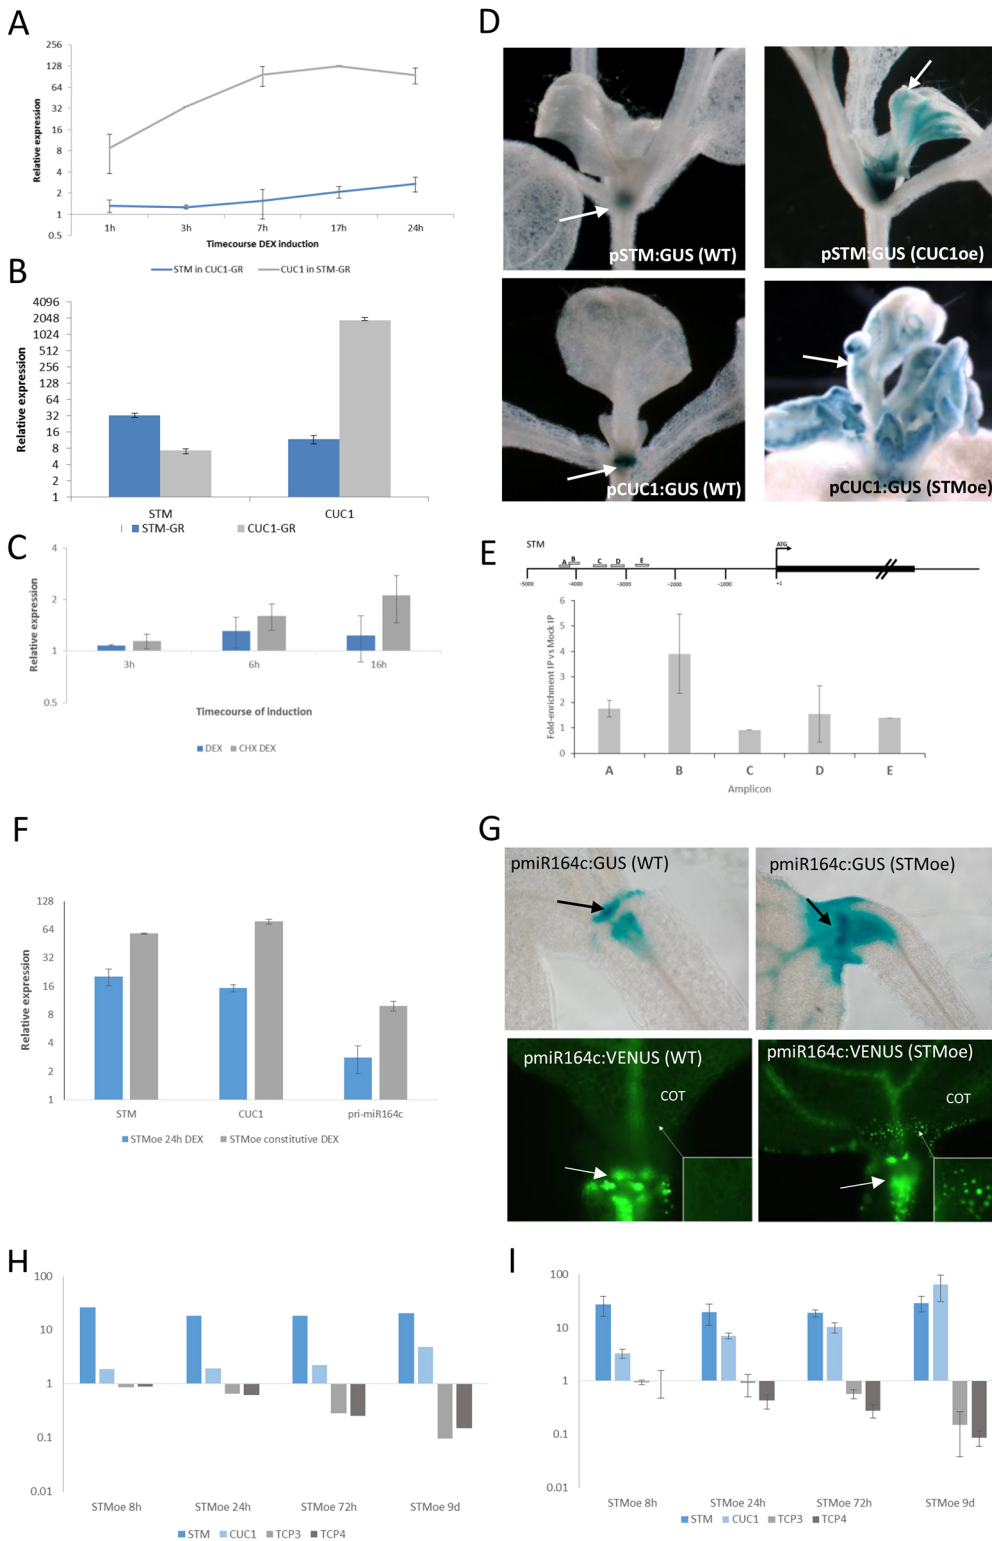 A
256
128
64
32
16
8
4
2
1
0.5
Relative expression
1h 3h 7h 17h 24h
Timecourse DEX induction
STM in CUC1-GR CUC1 in STM-GR
B
4096
2048
1024
512
256
128
64
32
16
8
4
2
1
Relative expression
STM CUC1
STM-GR CUC1-GR
C
4
2
1
0.5
Relative expression
3h 6h 16h
Timecourse of induction
DEX CHX DEX
D
pSTM:GUS (WT)
pSTM:GUS (CUC1oe)
pCUC1:GUS (WT)
pCUC1:GUS (STMoe)
E
STM
A B C D E
ATG
-5000 -4000 -3000 -2000 -1000 +1
6
5
4
3
2
1
0
Fold-enrichment IP vs Mock IP
A B C D E
Amplicon
F
128
64
32
16
8
4
2
1
Relative expression
STM CUC1 pri-miR164c
STMoe 24h DEX STMoe constitutive DEX
G
pmiR164c:GUS (WT)
pmiR164c:GUS (STMoe)
pmiR164c:VENUS (WT)
COT
pmiR164c:VENUS (STMoe)
COT
H
100
10
1
0.1
0.01
STMoe 8h STMoe 24h STMoe 72h STMoe 9d
STM CUC1 TCP3 TCP4
I
100
10
1
0.1
0.01
STMoe 8h STMoe 24h STMoe 72h STMoe 9d
STM CUC1 TCP3 TCP4